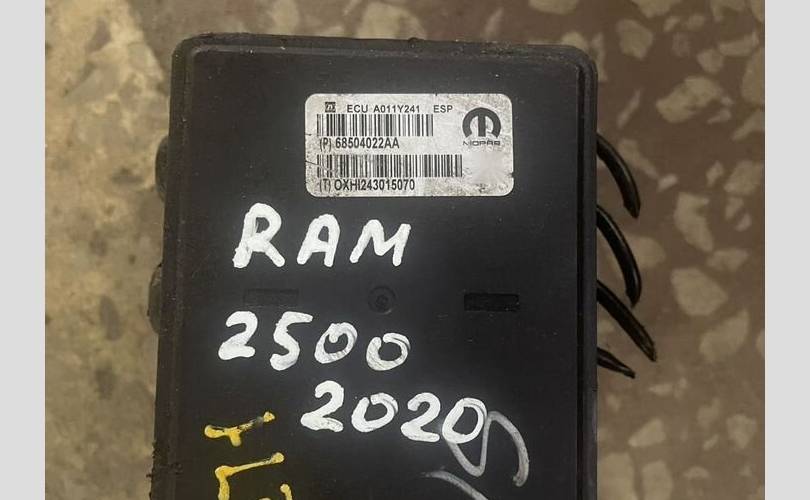 ECU A011Y241 ESP
(P) 68504022AA
MOPAR
(T) OXHI243015070
RAM
2500
2020